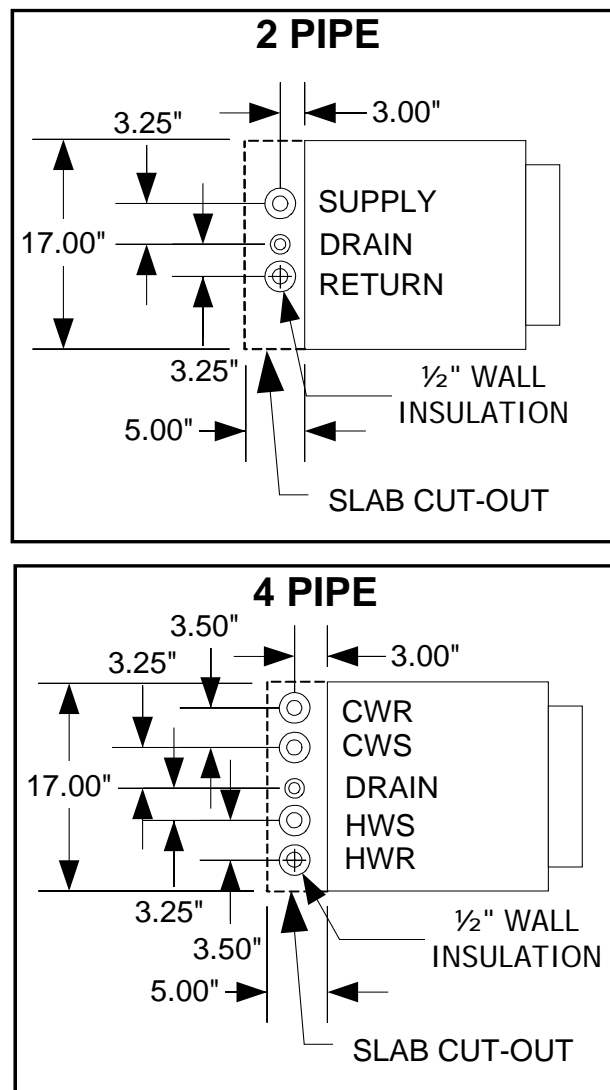 2 PIPE
3.25"
3.00"
17.00"
SUPPLY
DRAIN
RETURN
3.25"
½" WALL
INSULATION
5.00"
SLAB CUT-OUT
4 PIPE
3.50"
3.25"
3.00"
17.00"
CWR
CWS
DRAIN
HWS
HWR
3.25"
3.50"
½" WALL
INSULATION
5.00"
SLAB CUT-OUT